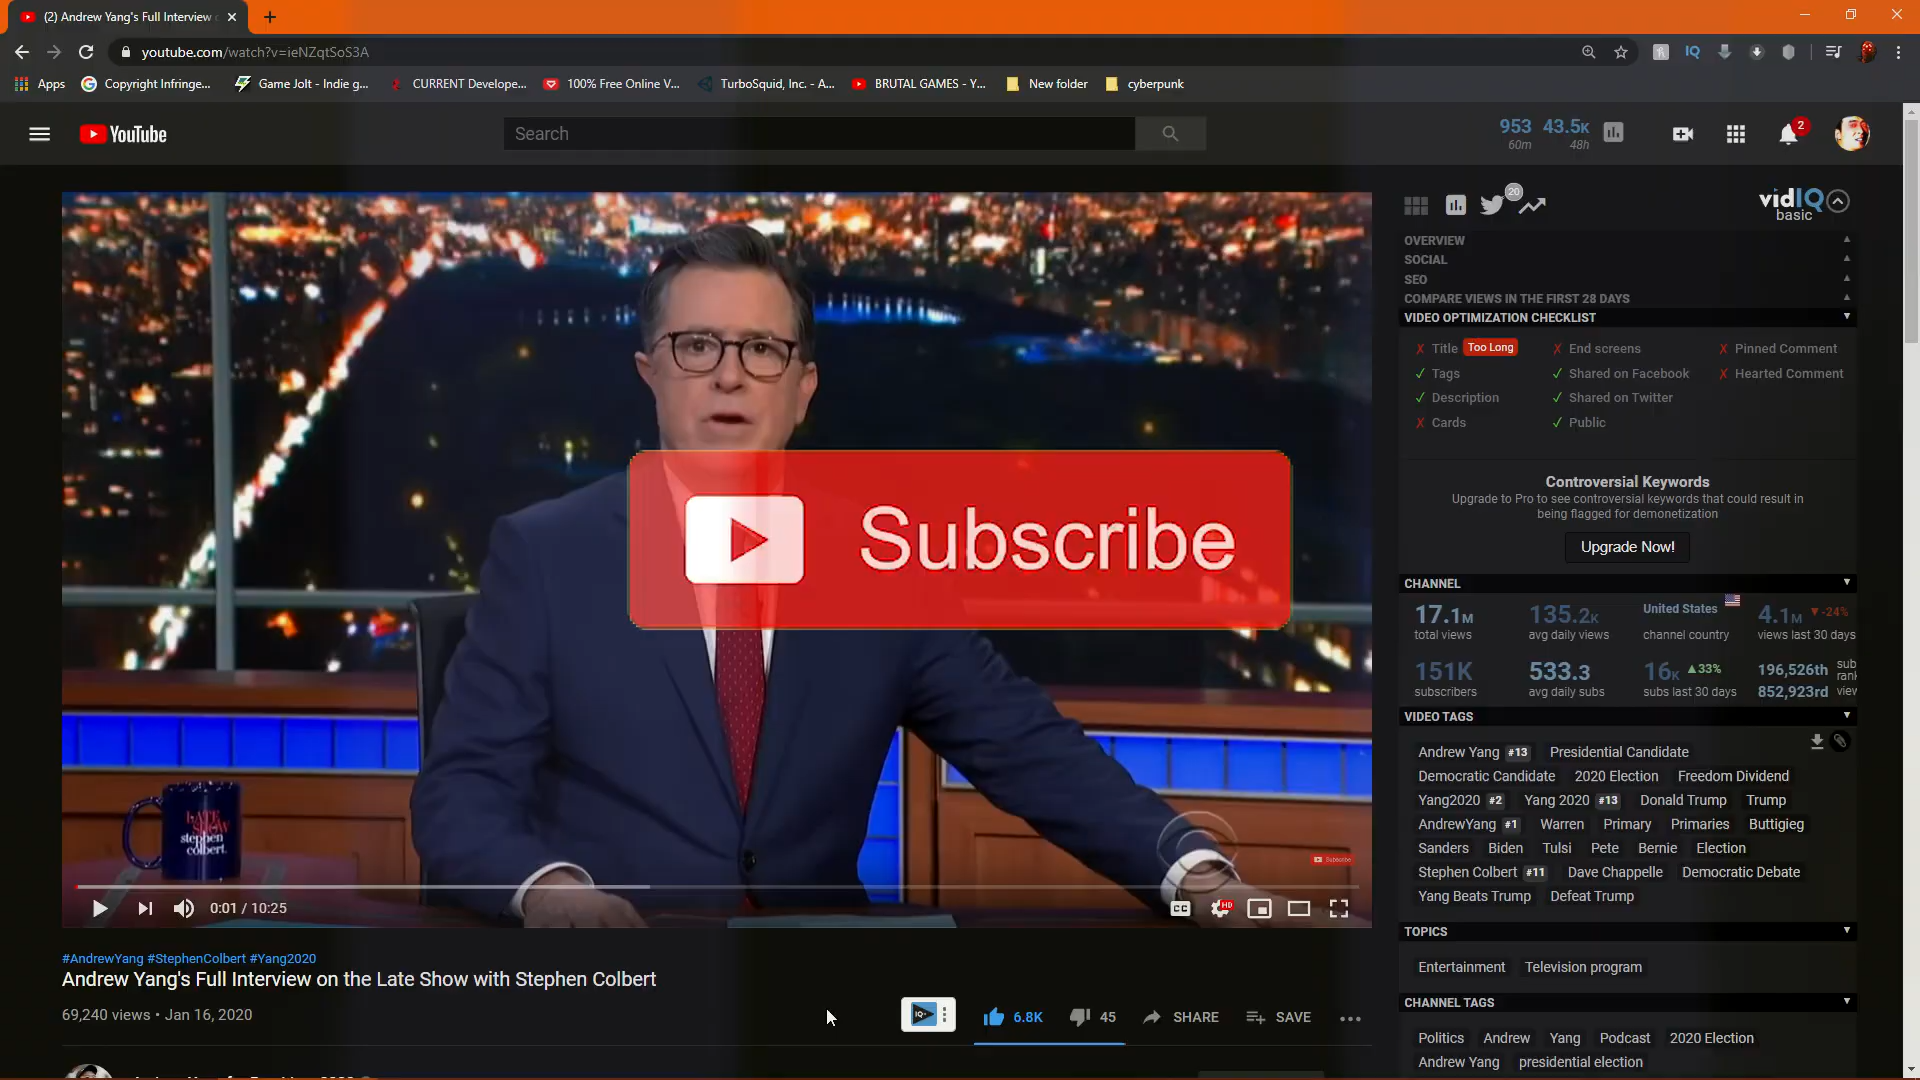 (2) Andrew Yang's Full Interview
youtube.com/watch?v=ieNZqtSoS3A
Apps
Copyright Infringe...
Game Jolt - Indie g...
CURRENT Develope...
100% Free Online V...
TurboSquid, Inc. - A...
BRUTAL GAMES - Y...
New folder
cyberpunk
YouTube
Search
953 43.5K
60m 48h
2
Subscribe
LATE
SHOW
stephen
colbert.
Subscribe
0:01 / 10:25
CC
HD
#AndrewYang #StephenColbert #Yang2020
Andrew Yang's Full Interview on the Late Show with Stephen Colbert
69,240 views • Jan 16, 2020
IQ
6.8K
45
SHARE
SAVE
20
vidIQ
basic
OVERVIEW
SOCIAL
SEO
COMPARE VIEWS IN THE FIRST 28 DAYS
VIDEO OPTIMIZATION CHECKLIST
✗ Title Too Long ✗ End screens ✗ Pinned Comment
✓ Tags ✓ Shared on Facebook ✗ Hearted Comment
✓ Description ✓ Shared on Twitter
✗ Cards ✓ Public
Controversial Keywords
Upgrade to Pro to see controversial keywords that could result in
being flagged for demonetization
Upgrade Now!
CHANNEL
17.1M 135.2K United States 4.1M ▼-24%
total views avg daily views channel country views last 30 days
151K 533.3 16K ▲33% 196,526th sub rank
subscribers avg daily subs subs last 30 days 852,923rd view
VIDEO TAGS
Andrew Yang #13 Presidential Candidate
Democratic Candidate 2020 Election Freedom Dividend
Yang2020 #2 Yang 2020 #13 Donald Trump Trump
AndrewYang #1 Warren Primary Primaries Buttigieg
Sanders Biden Tulsi Pete Bernie Election
Stephen Colbert #11 Dave Chappelle Democratic Debate
Yang Beats Trump Defeat Trump
TOPICS
Entertainment Television program
CHANNEL TAGS
Politics Andrew Yang Podcast 2020 Election
Andrew Yang presidential election